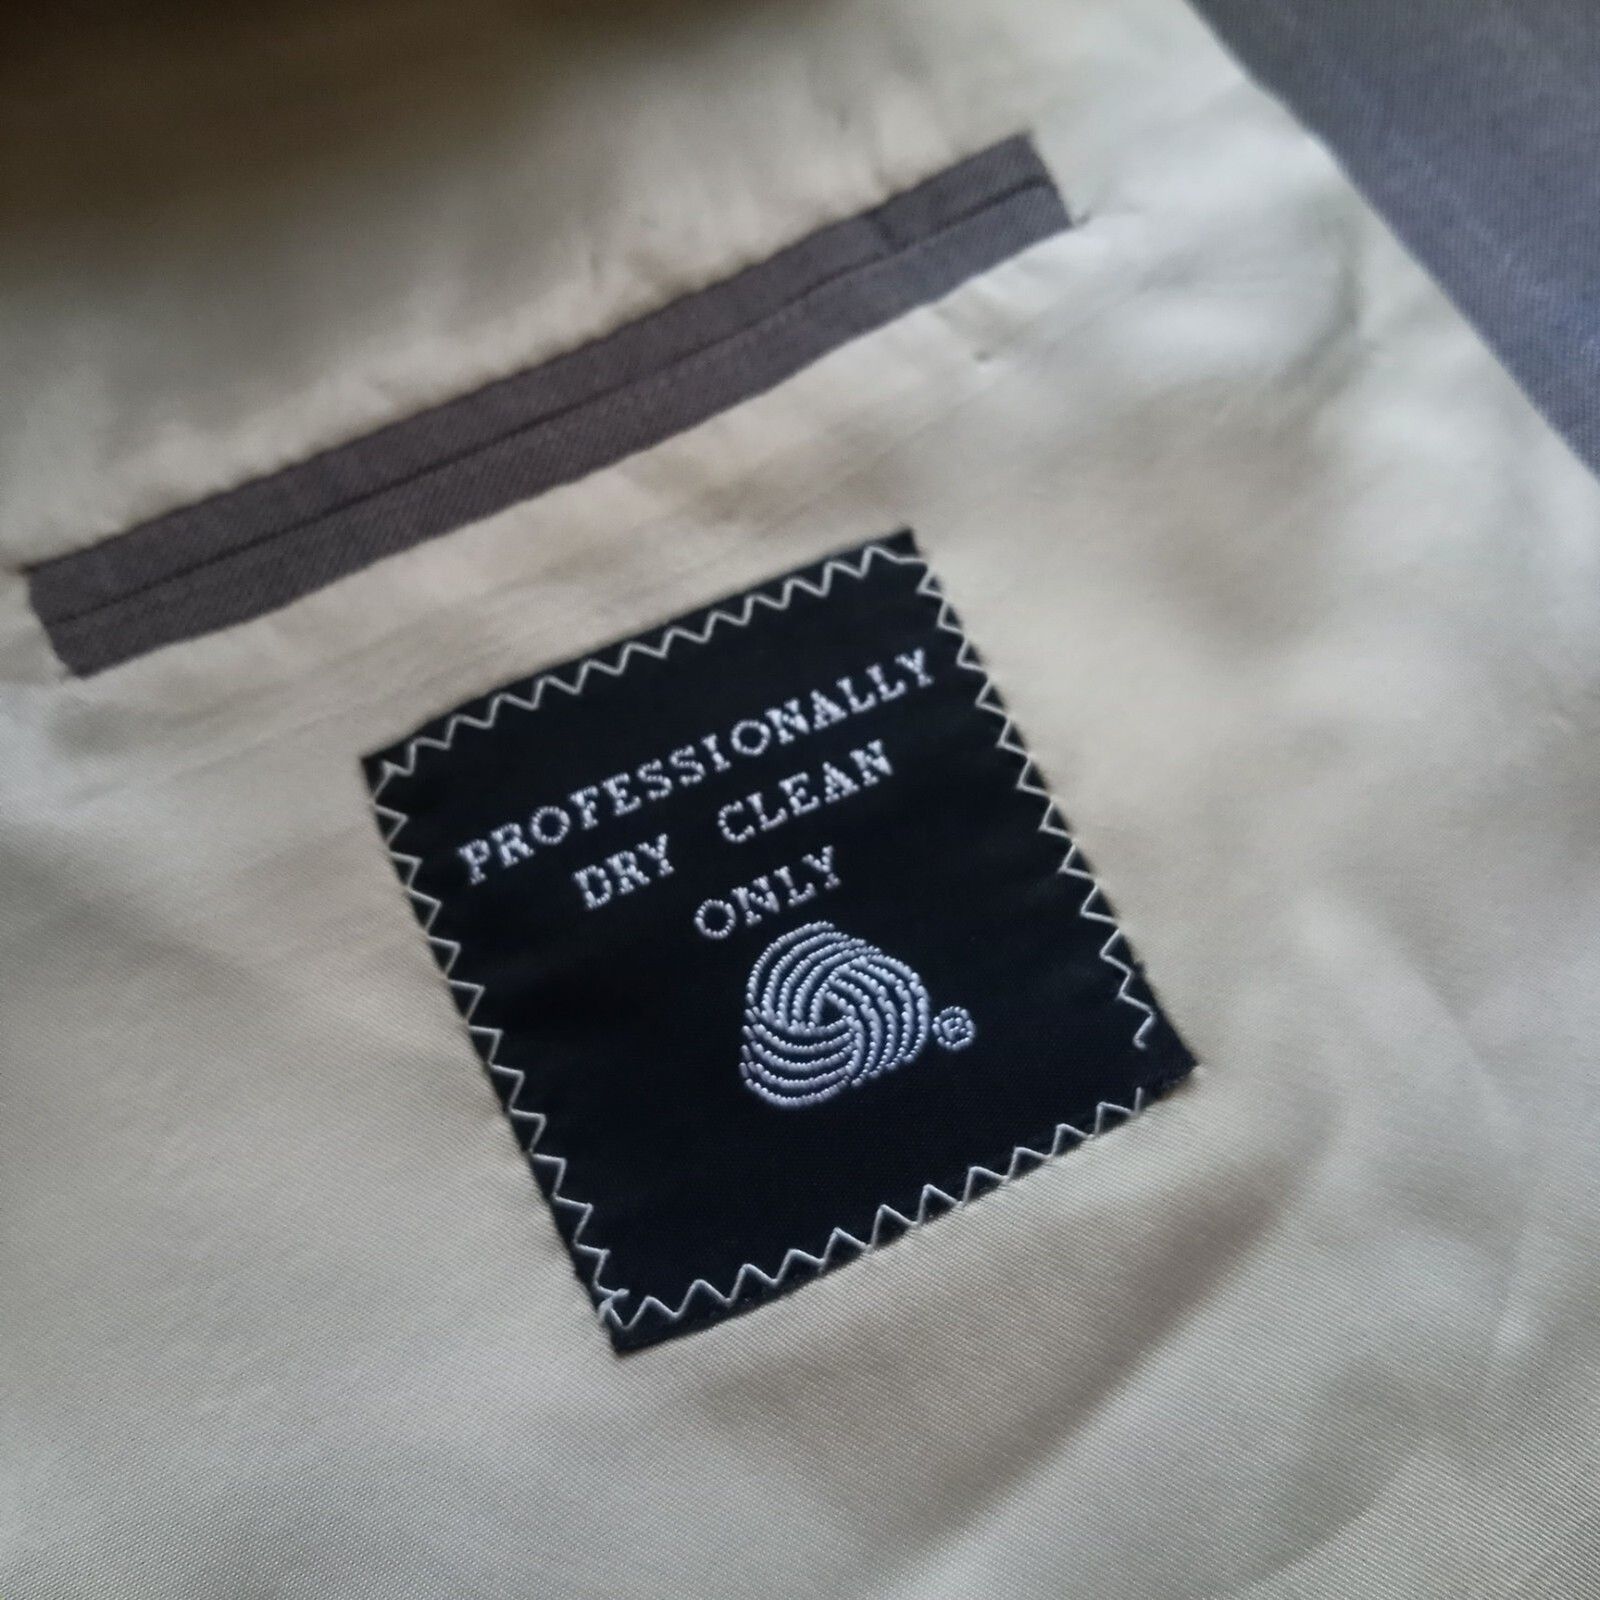 PROFESSIONALLY
DRY CLEAN
ONLY
®